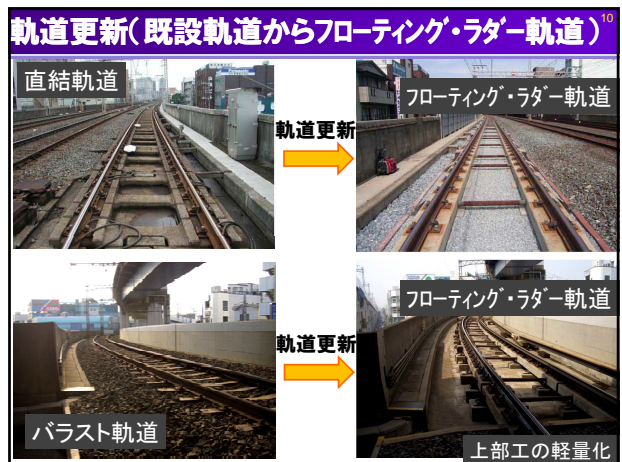 軌道更新(既設軌道からフローティング・ラダー軌道)
10
直結軌道
フローティング・ラダー軌道
軌道更新
フローティング・ラダー軌道
軌道更新
バラスト軌道
上部工の軽量化